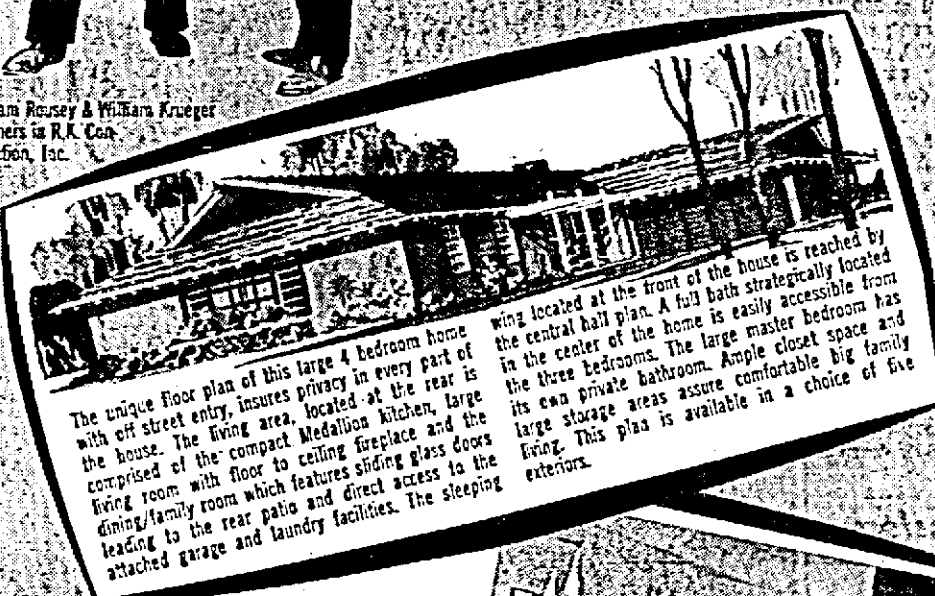 am Rousey & William Krueger
ners in R.K. Con-
ction, Inc.
The unique floor plan of this large 4 bedroom home
with off street entry, insures privacy in every part of
the house. The living area, located at the rear is
comprised of the compact Medallion kitchen, large
living room with floor to ceiling fireplace and the
dining/family room which features sliding glass doors
leading to the rear patio and direct access to the
attached garage and laundry facilities. The sleeping
wing located at the front of the house is reached by
the central hall plan. A full bath strategically located
in the center of the home is easily accessible from
the three bedrooms. The large master bedroom has
its own private bathroom. Ample closet space and
large storage areas assure comfortable big family
living. This plan is available in a choice of five
exteriors.